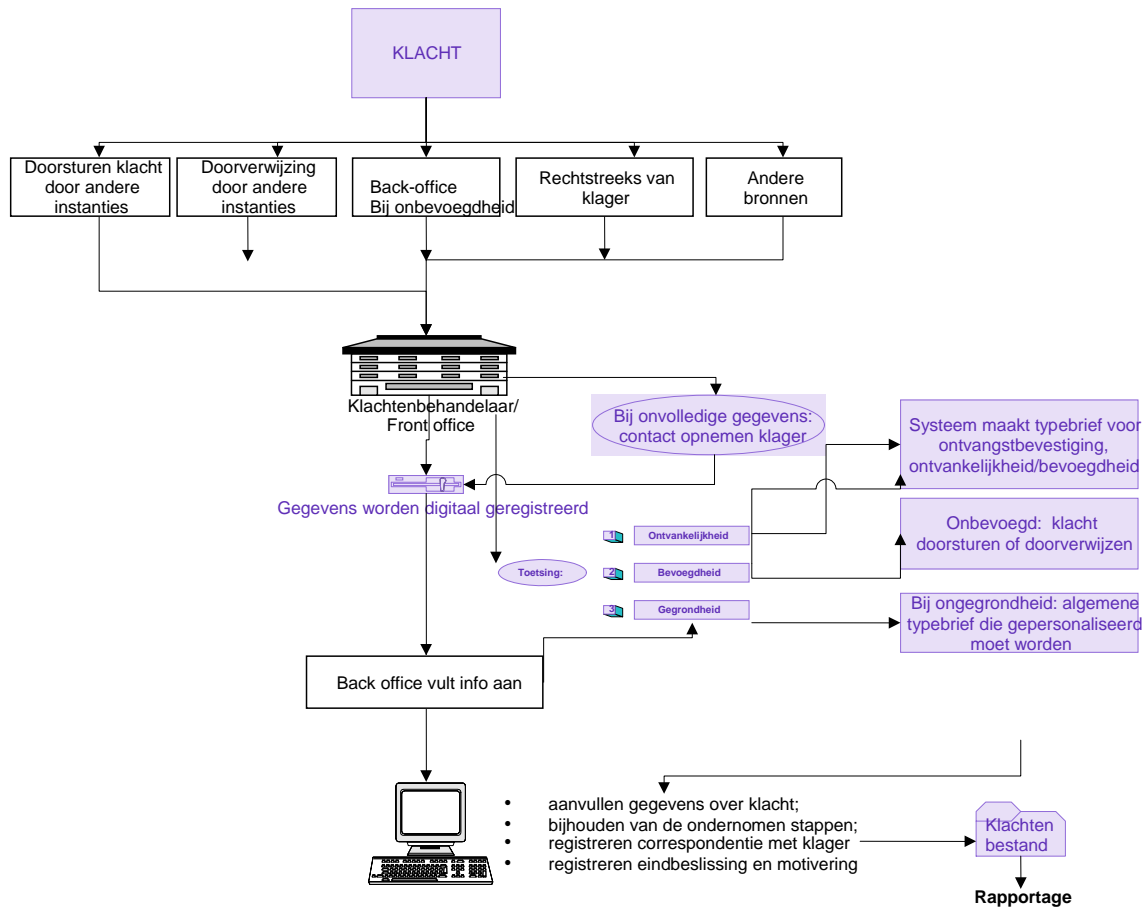 KLACHT
Doorsturen klacht
door andere
instanties
Doorverwijzing
door andere
instanties
Back-office
Bij onbevoegdheid
Rechtstreeks van
klager
Andere
bronnen
Klachtenbehandelaar/
Front office
Bij onvolledige gegevens:
contact opnemen klager
Systeem maakt typebrief voor
ontvangstbevestiging,
ontvankelijkheid/bevoegdheid
Gegevens worden digitaal geregistreerd
Onbevoegd: klacht
doorsturen of doorverwijzen
Toetsing:
1 Ontvankelijkheid
2 Bevoegdheid
3 Gegrondheid
Bij ongegrondheid: algemene
typebrief die gepersonaliseerd
moet worden
Back office vult info aan
• aanvullen gegevens over klacht;
• bijhouden van de ondernomen stappen;
• registreren correspondentie met klager
• registreren eindbeslissing en motivering
Klachten
bestand
Rapportage